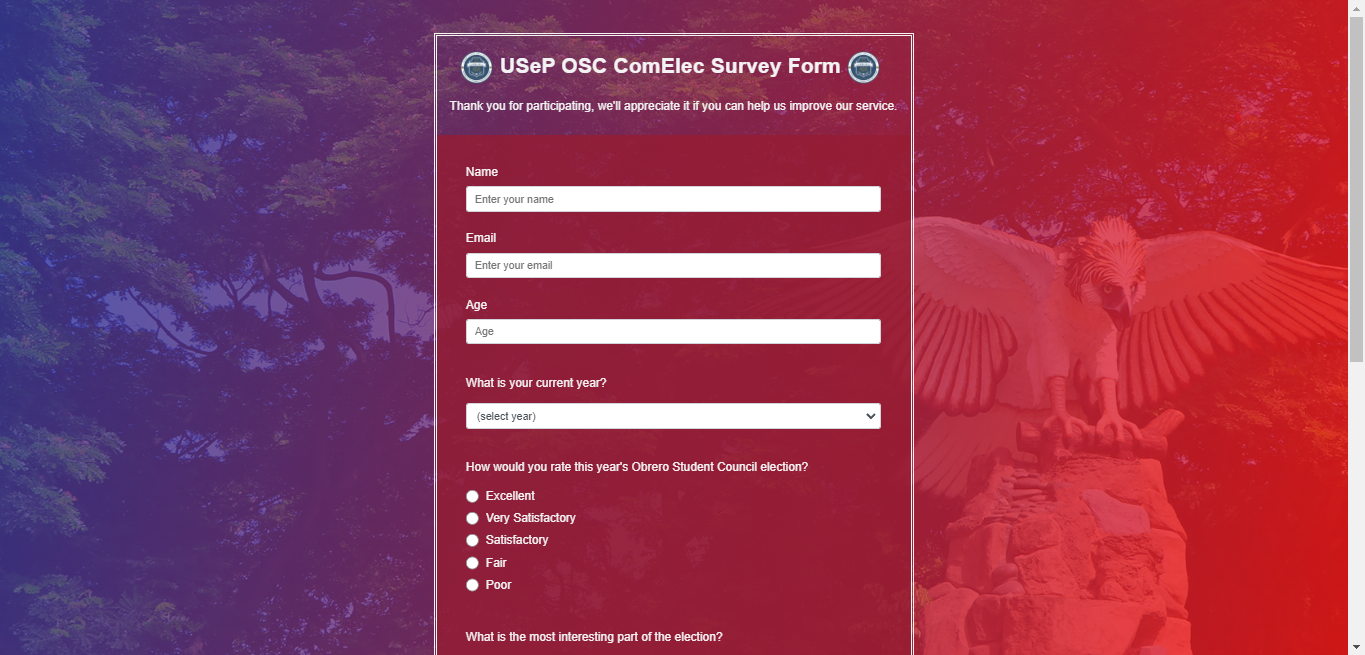 USeP OSC ComElec Survey Form
Thank you for participating, we'll appreciate it if you can help us improve our service.
Name
Enter your name
Email
Enter your email
Age
Age
What is your current year?
(select year)
How would you rate this year's Obrero Student Council election?
Excellent
Very Satisfactory
Satisfactory
Fair
Poor
What is the most interesting part of the election?